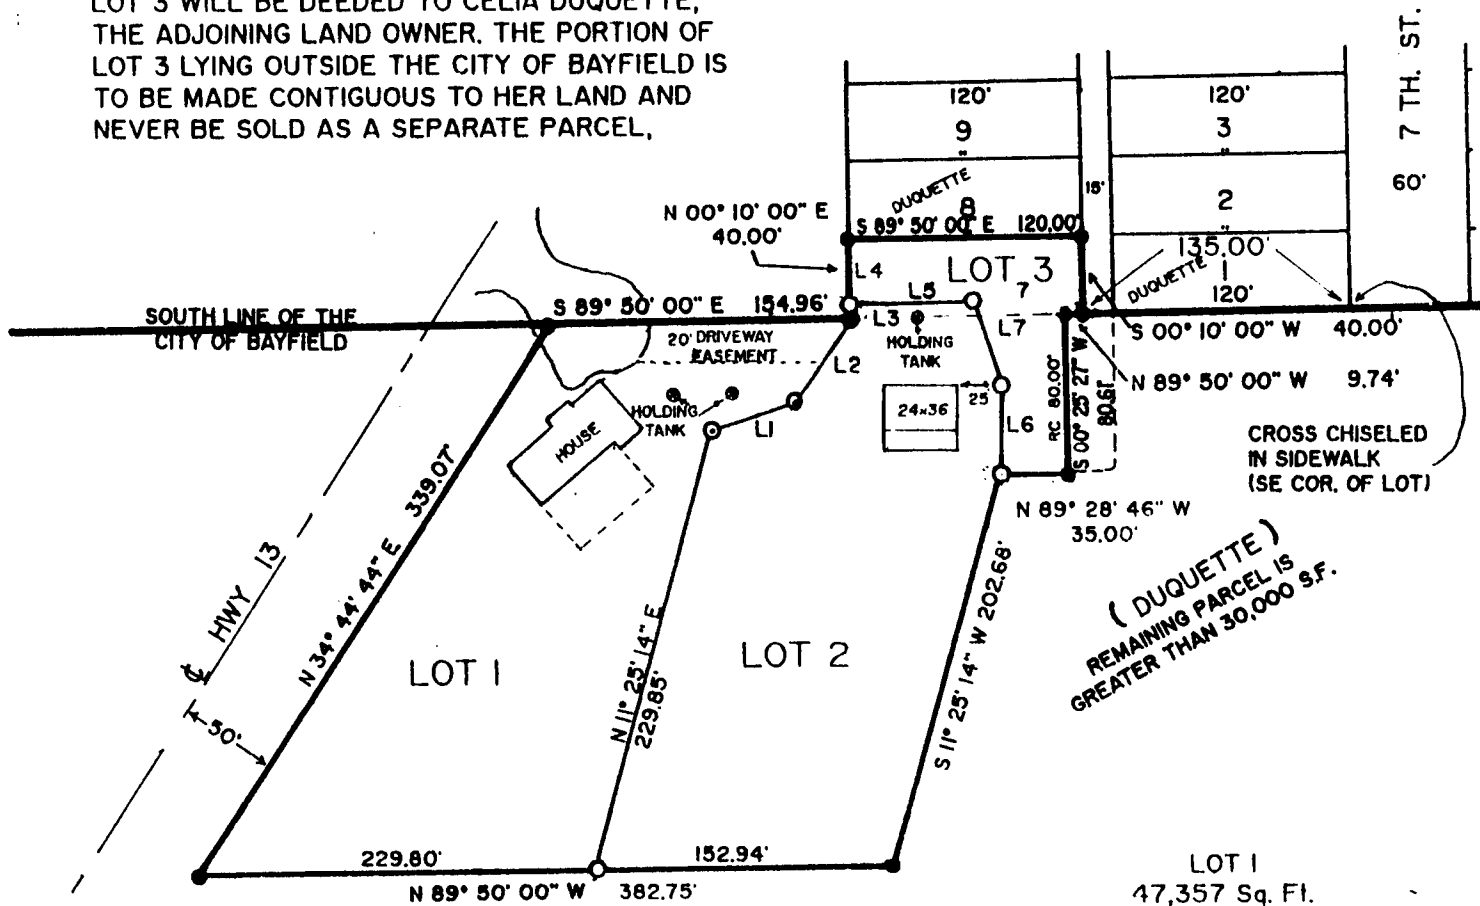 LOT 3 WILL BE DEEDED TO CELIA DUQUETTE,
THE ADJOINING LAND OWNER. THE PORTION OF
LOT 3 LYING OUTSIDE THE CITY OF BAYFIELD IS
TO BE MADE CONTIGUOUS TO HER LAND AND
NEVER BE SOLD AS A SEPARATE PARCEL.
7 TH. ST.
60'
120'
9
"
DUQUETTE
8
15'
120'
3
"
2
"
135.00'
1
DUQUETTE
120'
N 00° 10' 00" E
40.00'
S 89° 50' 00" E 120.00'
L4
LOT 3
7
L5
L3
L7
HOLDING
TANK
SOUTH LINE OF THE
CITY OF BAYFIELD
S 89° 50' 00" E 154.96'
20' DRIVEWAY
EASEMENT
L2
HOLDING
TANK
L1
HOUSE
24x36
25
L6
RC 80.00'
S 00° 25' 27" W
80.61
S 00° 10' 00" W 40.00'
N 89° 50' 00" W 9.74'
CROSS CHISELED
IN SIDEWALK
(SE COR. OF LOT)
N 89° 28' 46" W
35.00'
( DUQUETTE )
REMAINING PARCEL IS
GREATER THAN 30,000 S.F.
℄ HWY 13
50'
N 34° 44' 44" E 339.07'
LOT 1
N 11° 25' 14" E
229.85'
LOT 2
S 11° 25' 14" W 202.68'
229.80'
152.94'
N 89° 50' 00" W 382.75'
LOT 1
47,357 Sq. Ft.